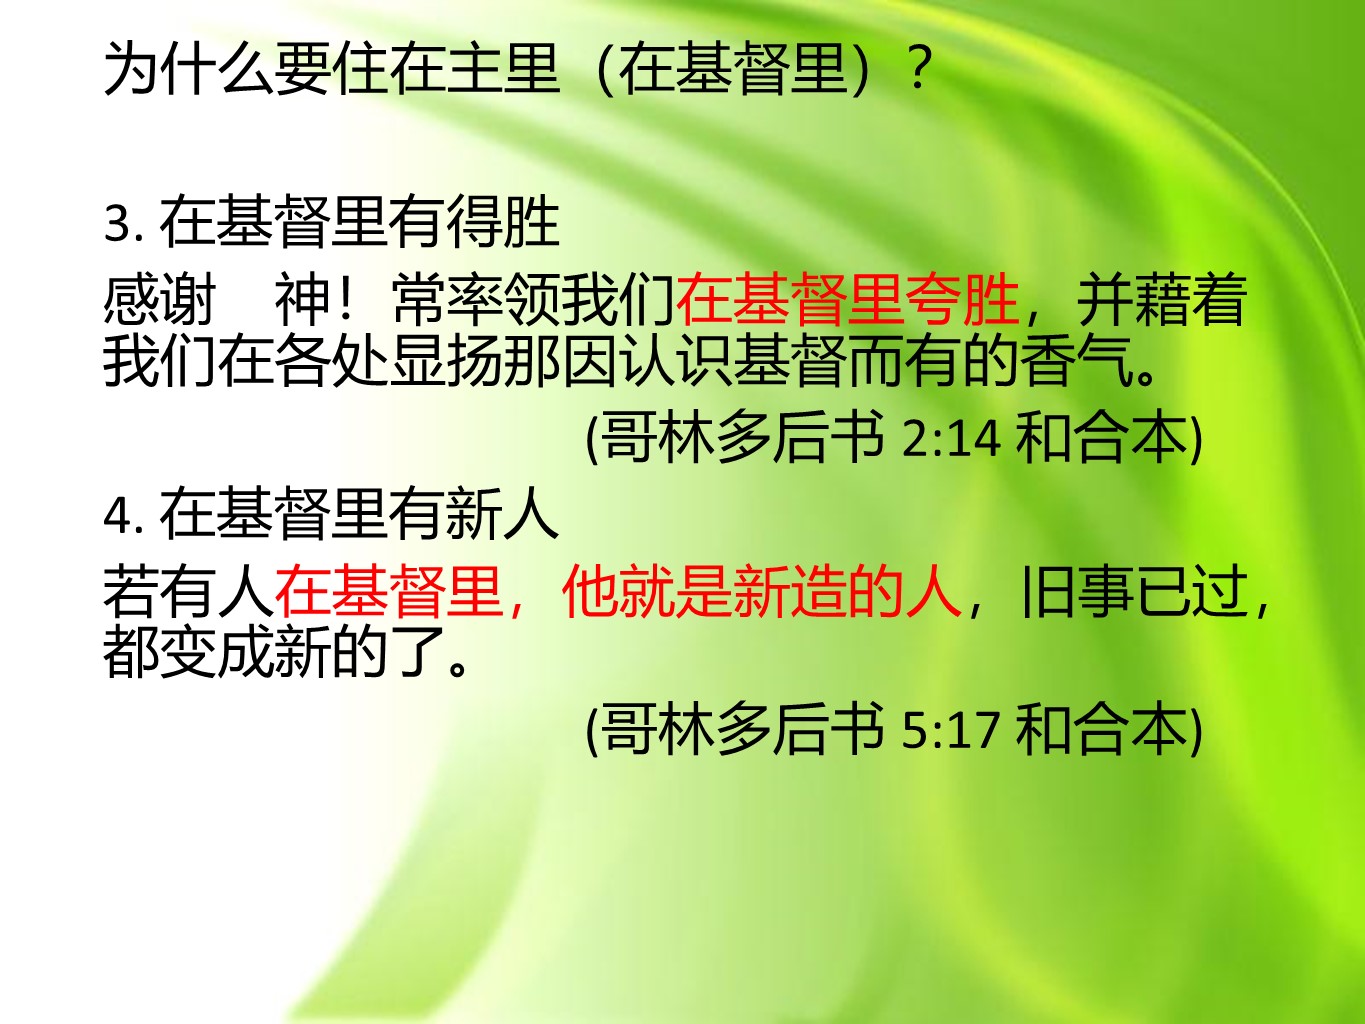 为什么要住在主里（在基督里）？
3. 在基督里有得胜
感谢　神！常率领我们在基督里夸胜，并藉着
我们在各处显扬那因认识基督而有的香气。
(哥林多后书 2:14 和合本)
4. 在基督里有新人
若有人在基督里，他就是新造的人，旧事已过，
都变成新的了。
(哥林多后书 5:17 和合本)